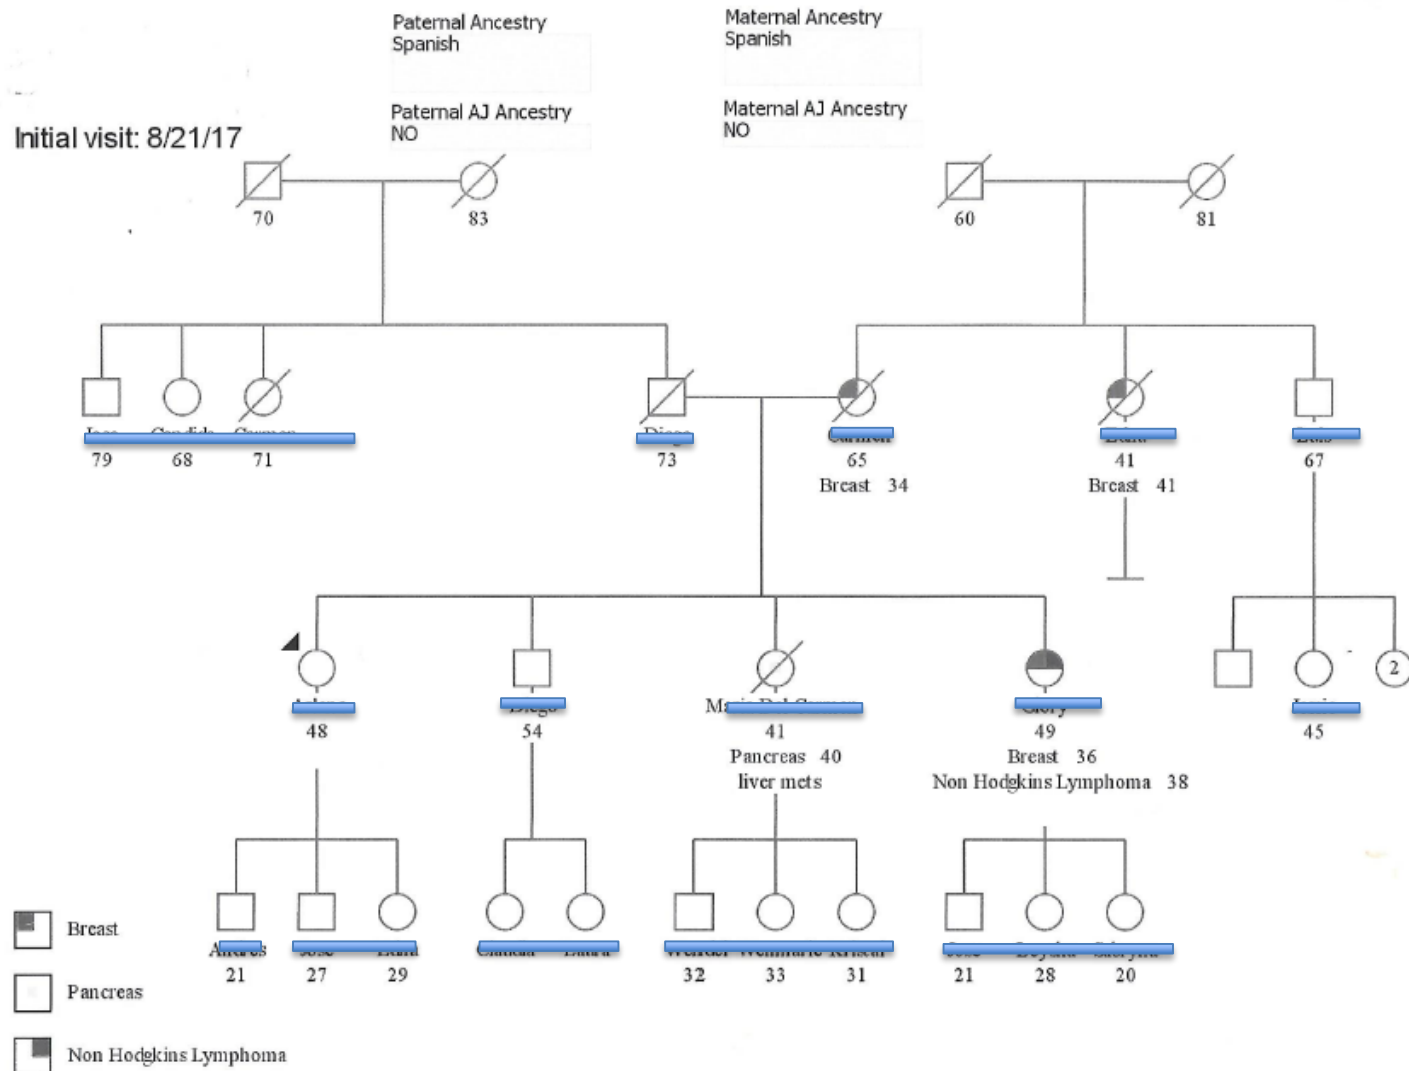 Paternal Ancestry
Spanish
Maternal Ancestry
Spanish
Paternal AJ Ancestry
NO
Maternal AJ Ancestry
NO
Initial visit: 8/21/17
70
83
60
81
79
68
71
73
65
41
67
Breast 34
Breast 41
2
48
54
41
49
45
Pancreas 40
Breast 36
liver mets
Non Hodgkins Lymphoma 38
Breast
21
27
29
32
33
31
21
28
20
Pancreas
Non Hodgkins Lymphoma